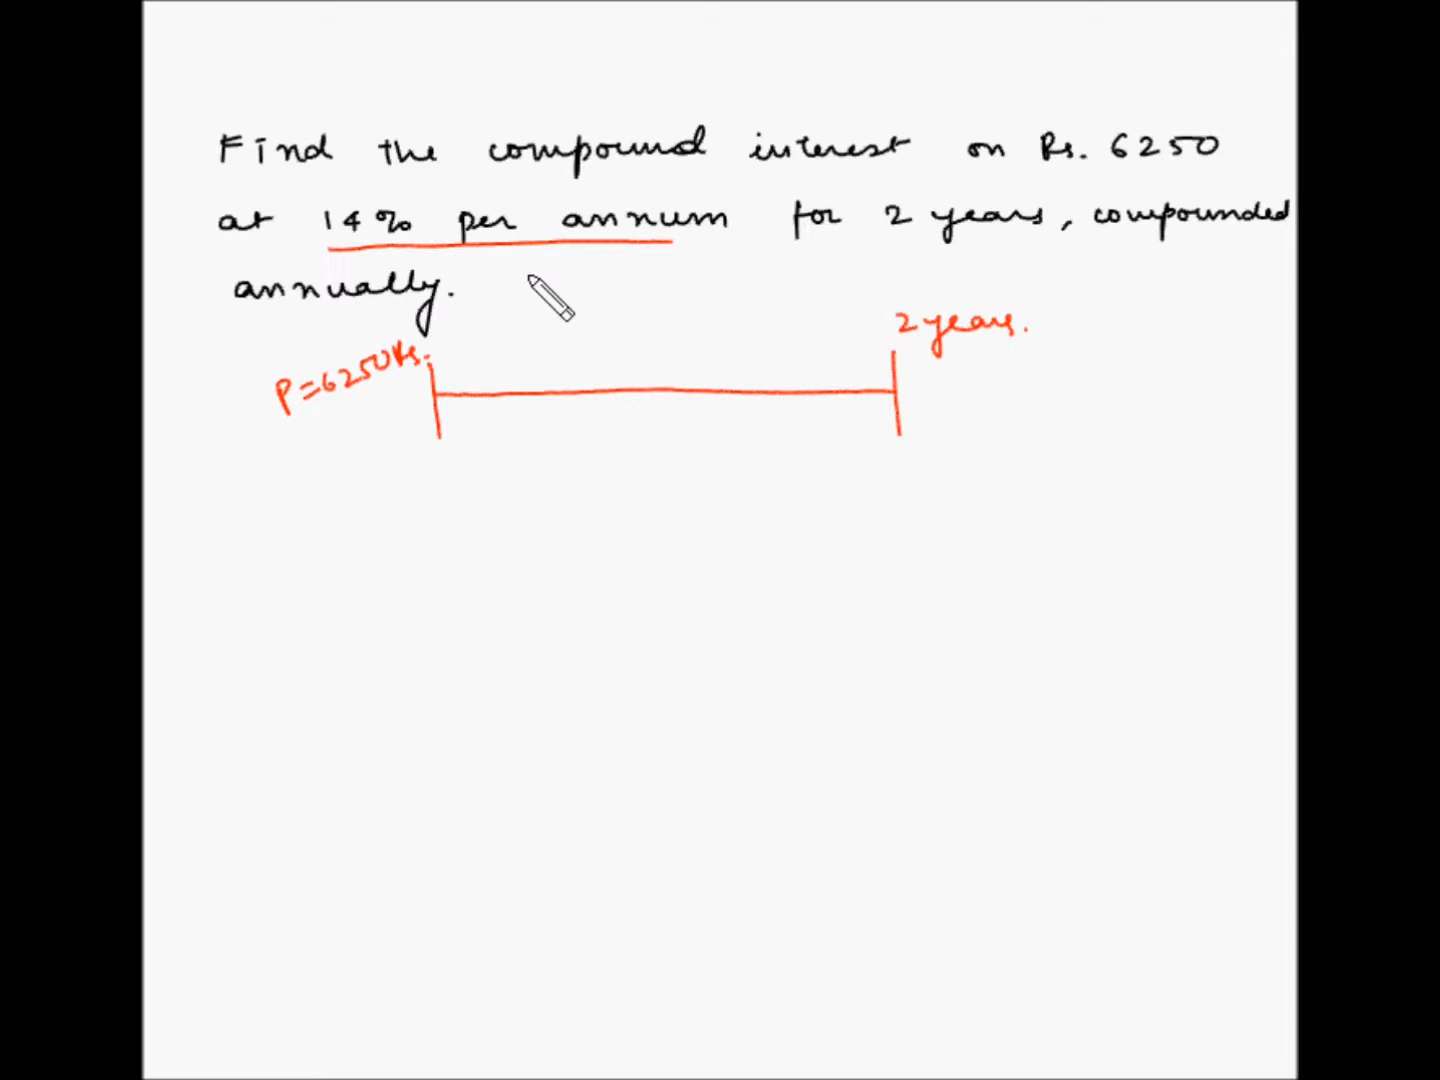 Find the compound interest on Rs. 6250
at 14% per annum for 2 years, compounded
annually.
2 years.
P=6250Rs.